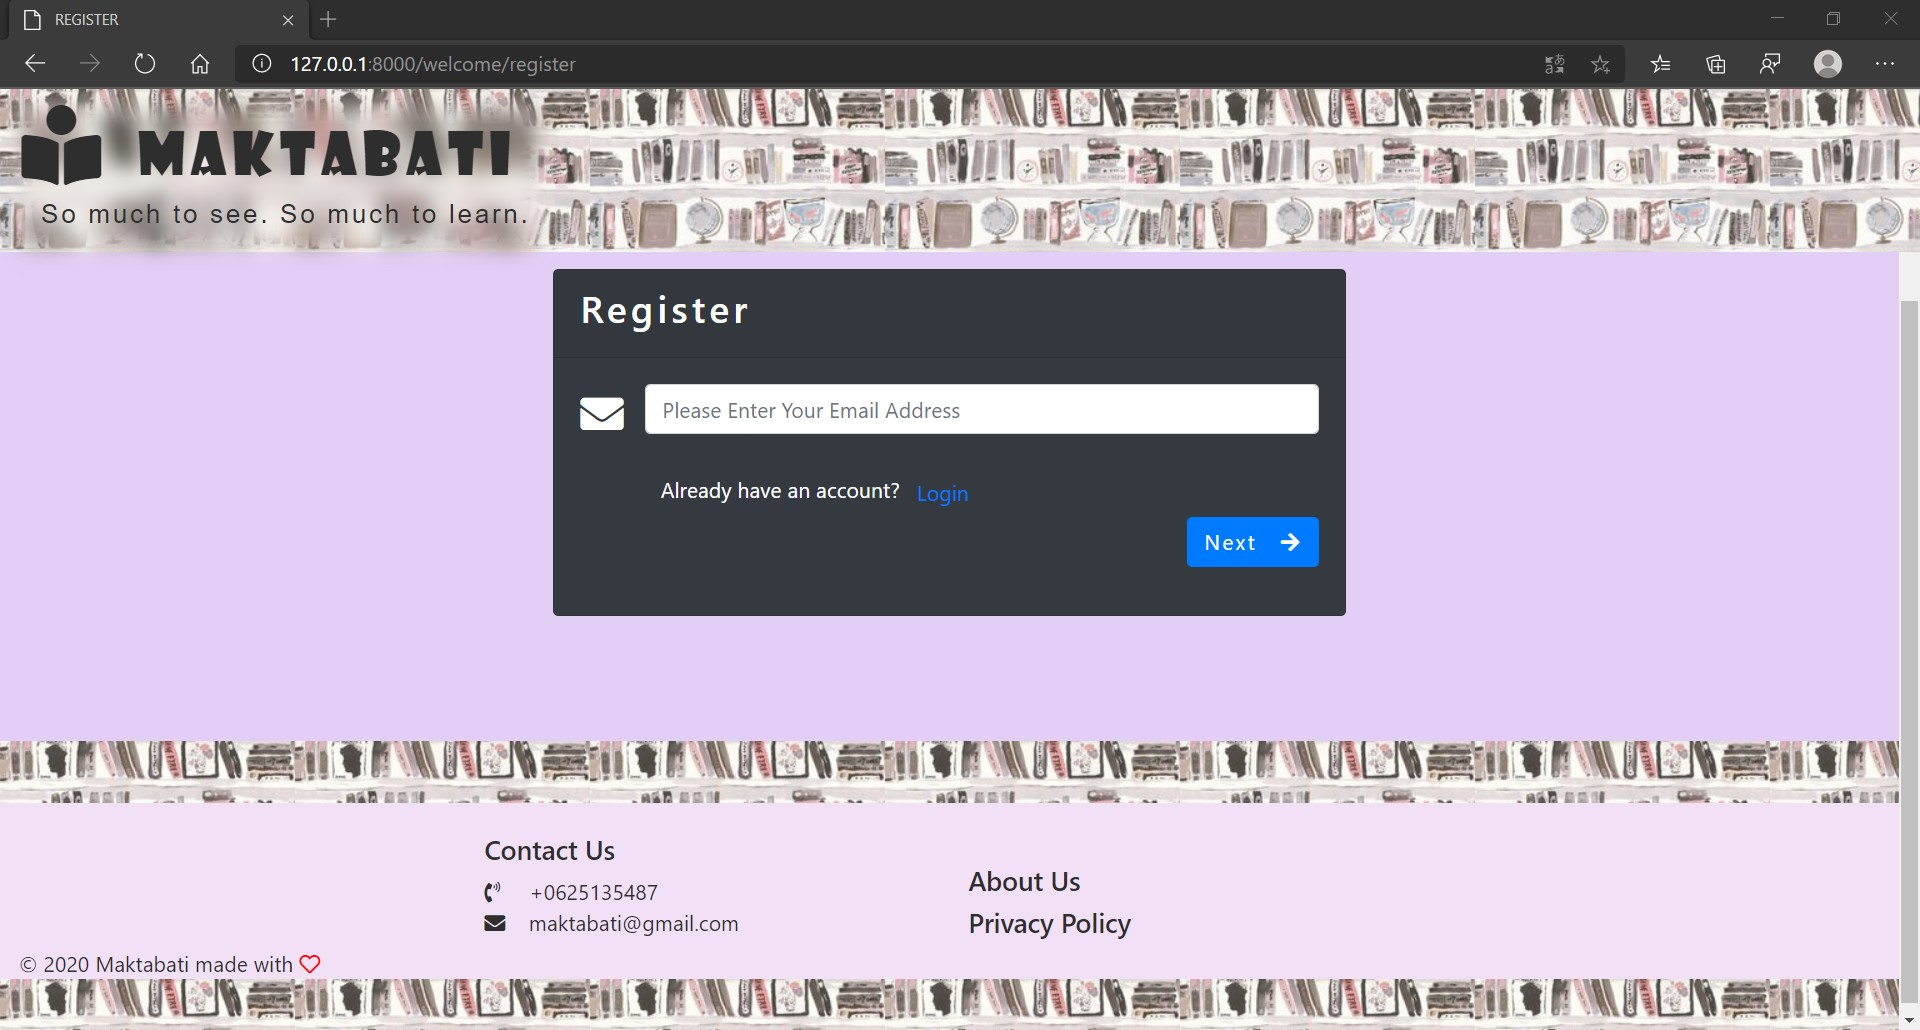 REGISTER
127.0.0.1:8000/welcome/register
MAKTABATI
So much to see. So much to learn.
Register
Please Enter Your Email Address
Already have an account? Login
Next
Contact Us
+0625135487
maktabati@gmail.com
About Us
Privacy Policy
© 2020 Maktabati made with